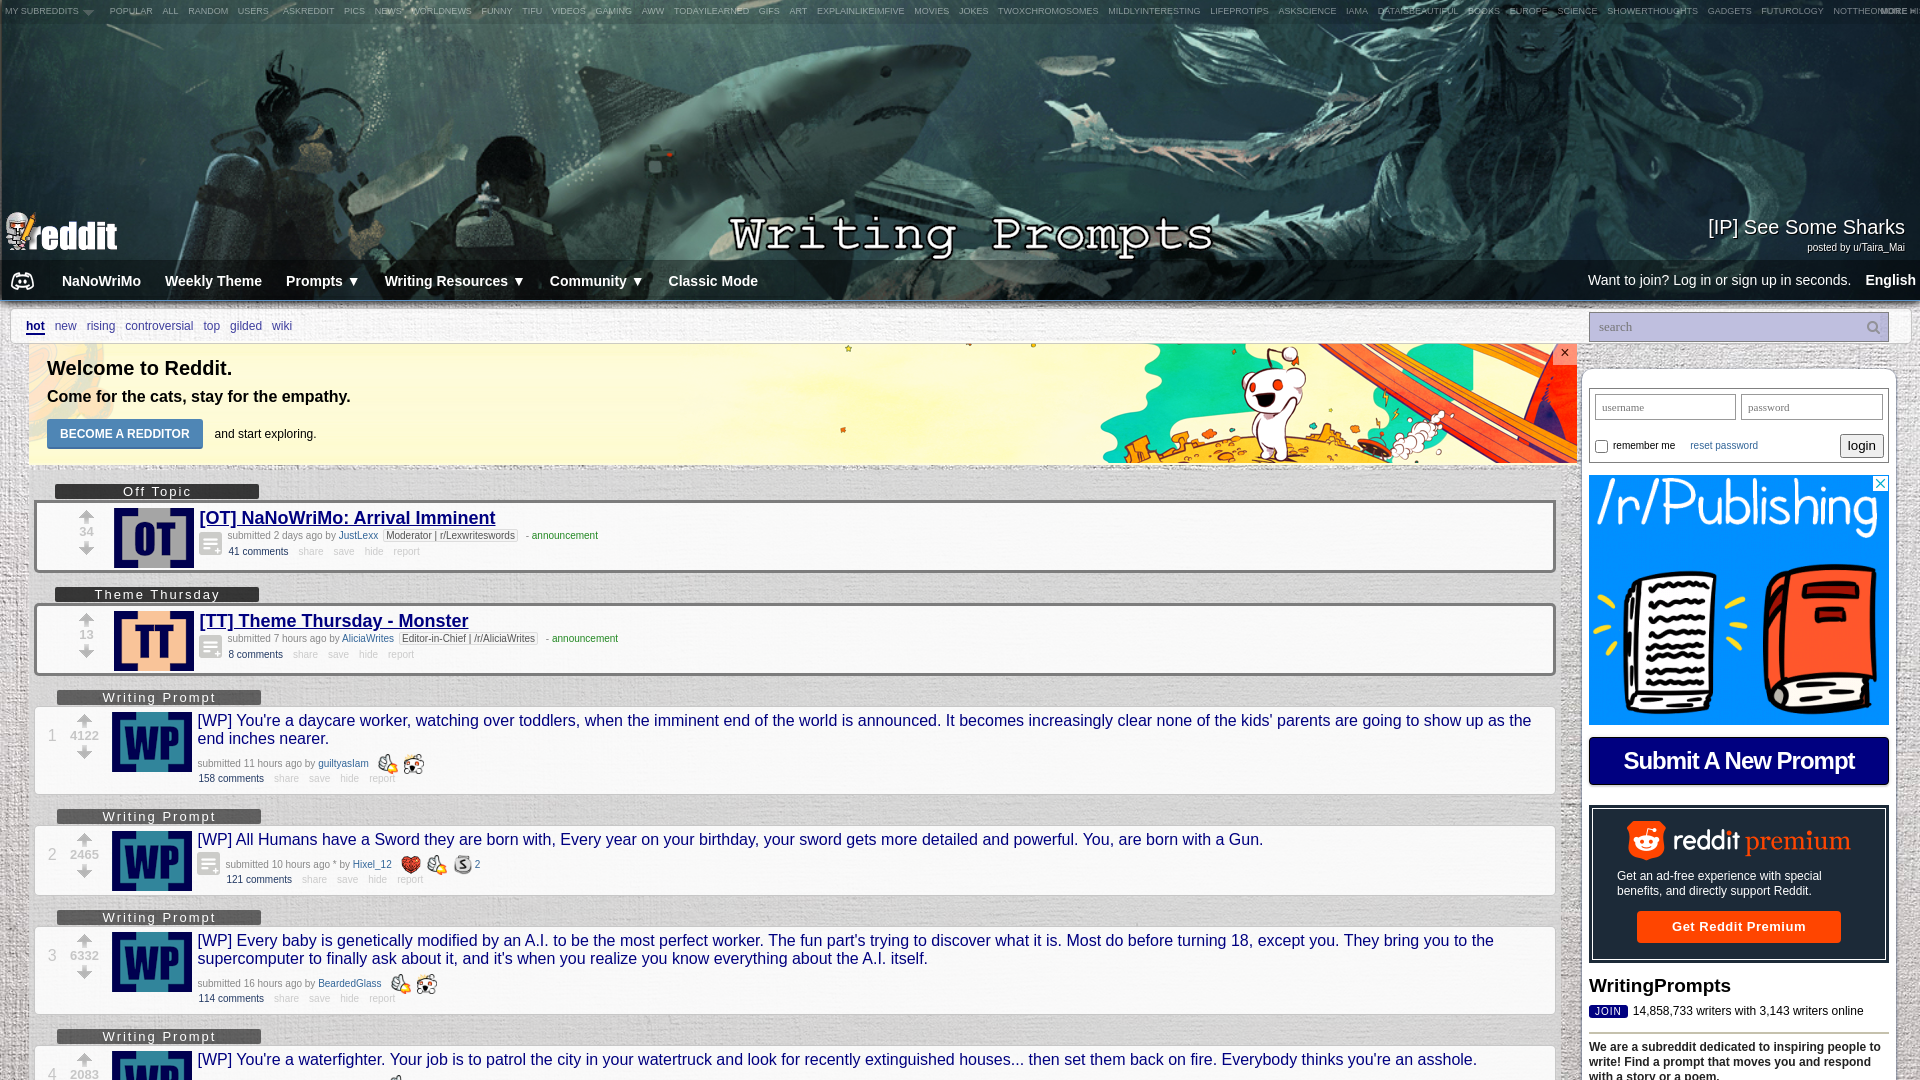 MY SUBREDDITS POPULAR ALL RANDOM USERS ASKREDDIT PICS NEWS WORLDNEWS FUNNY TIFU VIDEOS GAMING AWW TODAYILEARNED GIFS ART EXPLAINLIKEIMFIVE MOVIES JOKES TWOXCHROMOSOMES MILDLYINTERESTING LIFEPROTIPS ASKSCIENCE IAMA DATAISBEAUTIFUL BOOKS EUROPE SCIENCE SHOWERTHOUGHTS GADGETS FUTUROLOGY MORE »
reddit
Writing Prompts
[IP] See Some Sharks
posted by u/Taira_Mai
NaNoWriMo Weekly Theme Prompts ▼ Writing Resources ▼ Community ▼ Classic Mode
Want to join? Log in or sign up in seconds. English
hot new rising controversial top gilded wiki
search
Welcome to Reddit.
Come for the cats, stay for the empathy.
BECOME A REDDITOR and start exploring.
×
username password
remember me reset password login
/r/Publishing
Submit A New Prompt
reddit premium
Get an ad-free experience with special
benefits, and directly support Reddit.
Get Reddit Premium
WritingPrompts
JOIN 14,858,733 writers with 3,143 writers online
We are a subreddit dedicated to inspiring people to
write! Find a prompt that moves you and respond
with a story or a poem.
Off Topic
34
OT
[OT] NaNoWriMo: Arrival Imminent
submitted 2 days ago by JustLexx Moderator | r/Lexwriteswords - announcement
41 comments share save hide report
Theme Thursday
13
TT
[TT] Theme Thursday - Monster
submitted 7 hours ago by AliciaWrites Editor-in-Chief | /r/AliciaWrites - announcement
8 comments share save hide report
Writing Prompt
1
4122
WP
[WP] You're a daycare worker, watching over toddlers, when the imminent end of the world is announced. It becomes increasingly clear none of the kids' parents are going to show up as the
end inches nearer.
submitted 11 hours ago by guiltyasIam
158 comments share save hide report
Writing Prompt
2
2465
WP
[WP] All Humans have a Sword they are born with, Every year on your birthday, your sword gets more detailed and powerful. You, are born with a Gun.
submitted 10 hours ago * by Hixel_12 S 2
121 comments share save hide report
Writing Prompt
3
6332
WP
[WP] Every baby is genetically modified by an A.I. to be the most perfect worker. The fun part's trying to discover what it is. Most do before turning 18, except you. They bring you to the
supercomputer to finally ask about it, and it's when you realize you know everything about the A.I. itself.
submitted 16 hours ago by BeardedGlass
114 comments share save hide report
Writing Prompt
4
2083
WP
[WP] You're a waterfighter. Your job is to patrol the city in your watertruck and look for recently extinguished houses... then set them back on fire. Everybody thinks you're an asshole.